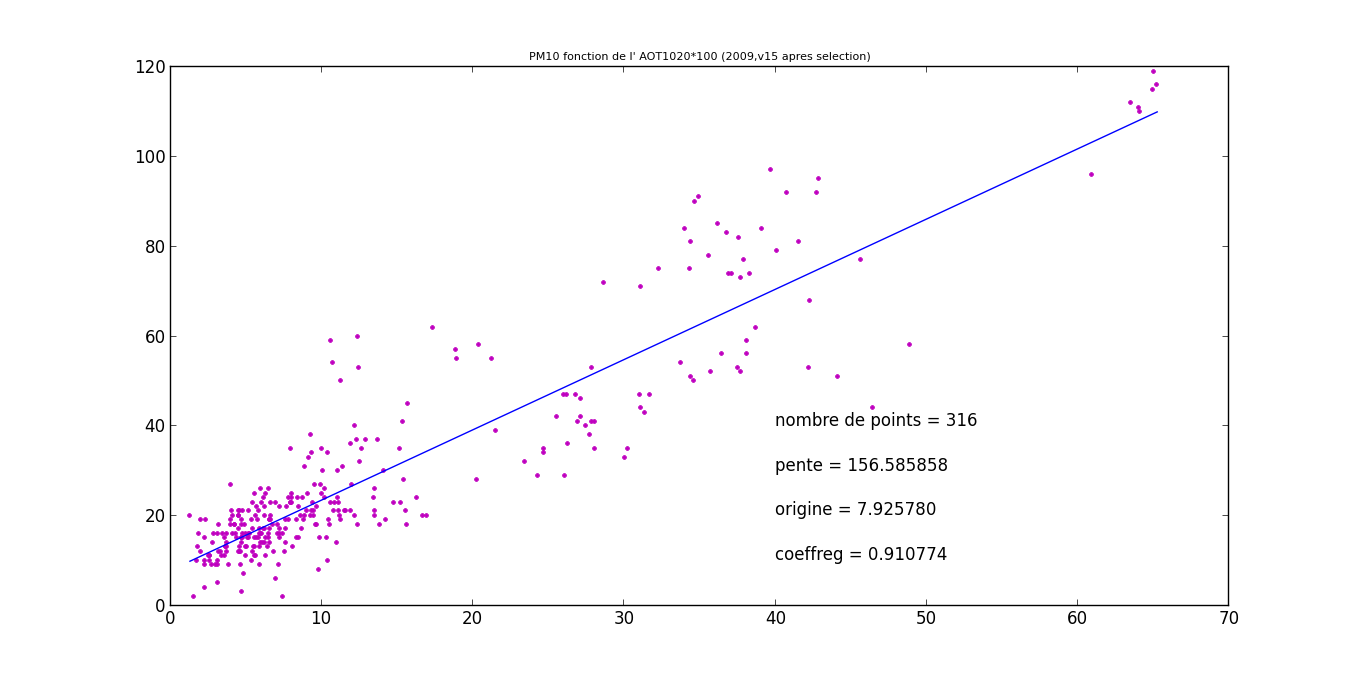 PM10 fonction de l' AOT1020*100 (2009,v15 apres selection)
120
100
80
60
40
20
0
nombre de points = 316
pente = 156.585858
origine = 7.925780
coeffreg = 0.910774
0 10 20 30 40 50 60 70